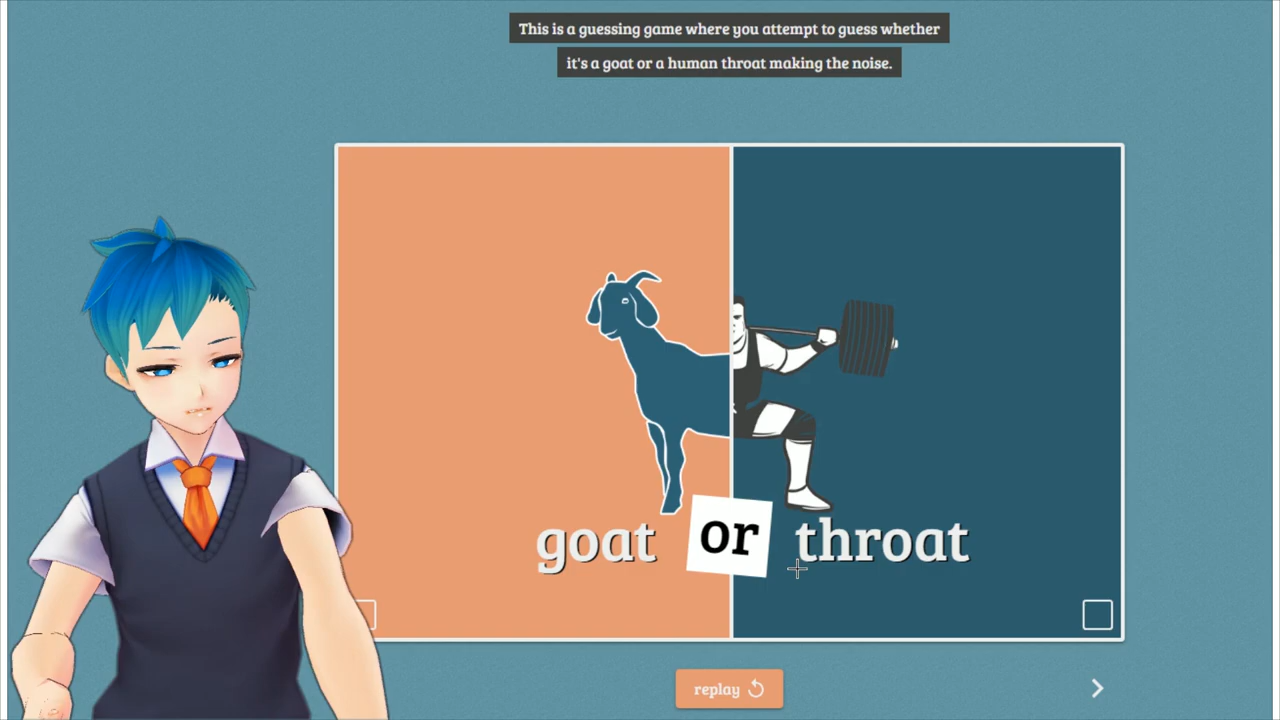 This is a guessing game where you attempt to guess whether
it's a goat or a human throat making the noise.
goat or throat
replay